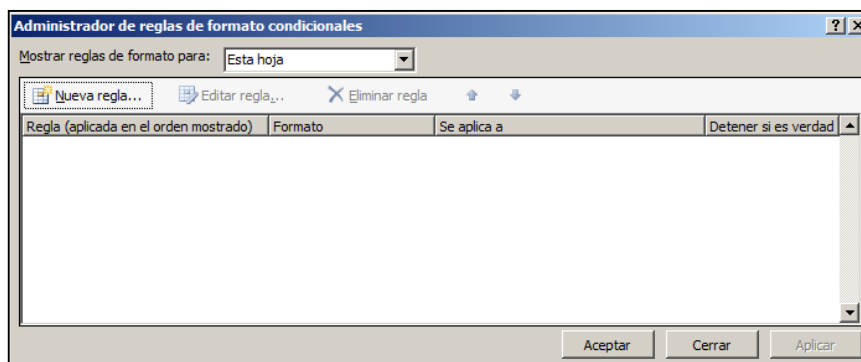 Administrador de reglas de formato condicionales
Mostrar reglas de formato para: Esta hoja
Nueva regla... Editar regla... Eliminar regla
Regla (aplicada en el orden mostrado) Formato Se aplica a Detener si es verdad
Aceptar Cerrar Aplicar